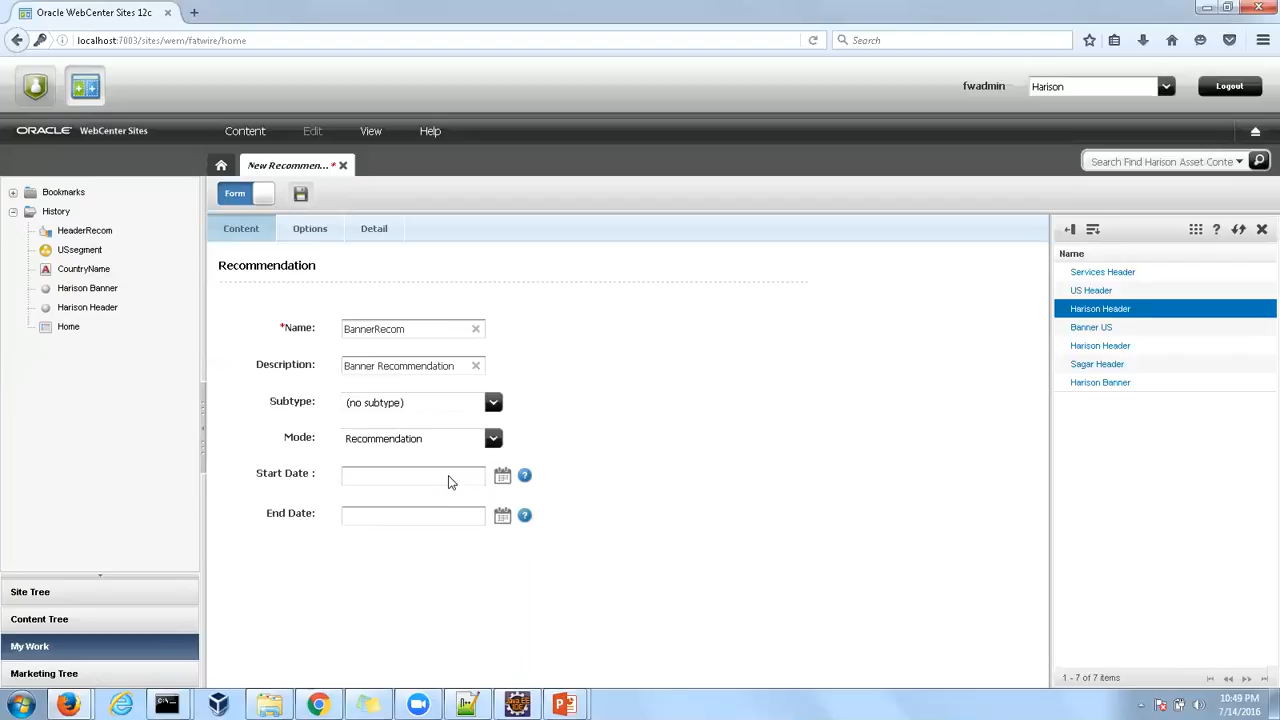 Oracle WebCenter Sites 12c
localhost:7003/sites/wem/fatwire/home
Search
fwadmin
Harison
Logout
ORACLE WebCenter Sites
Content
Edit
View
Help
New Recommen... *
Search Find Harison Asset Conte
Bookmarks
History
HeaderRecom
USsegment
CountryName
Harison Banner
Harison Header
Home
Form
Content
Options
Detail
Recommendation
*Name:
BannerRecom
Description:
Banner Recommendation
Subtype:
(no subtype)
Mode:
Recommendation
Start Date :
End Date:
Name
Services Header
US Header
Harison Header
Banner US
Harison Header
Sagar Header
Harison Banner
1 - 7 of 7 items
Site Tree
Content Tree
My Work
Marketing Tree
10:49 PM
7/14/2016